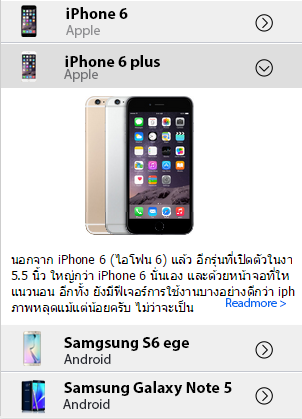 iPhone 6
Apple
iPhone 6 plus
Apple
นอกจาก iPhone 6 (ไอโฟน 6) แล้ว อีกรุ่นที่เปิดตัวในงา
5.5 นิ้ว ใหญ่กว่า iPhone 6 นั่นเอง และด้วยหน้าจอที่ให
แนวนอน อีกทั้ง ยังมีฟีเจอร์การใช้งานบางอย่างดีกว่า iph
ภาพหลุดแม้แต่น้อยครับ ไม่ว่าจะเป็น Readmore >
Samgsung S6 ege
Android
Samsung Galaxy Note 5
Android